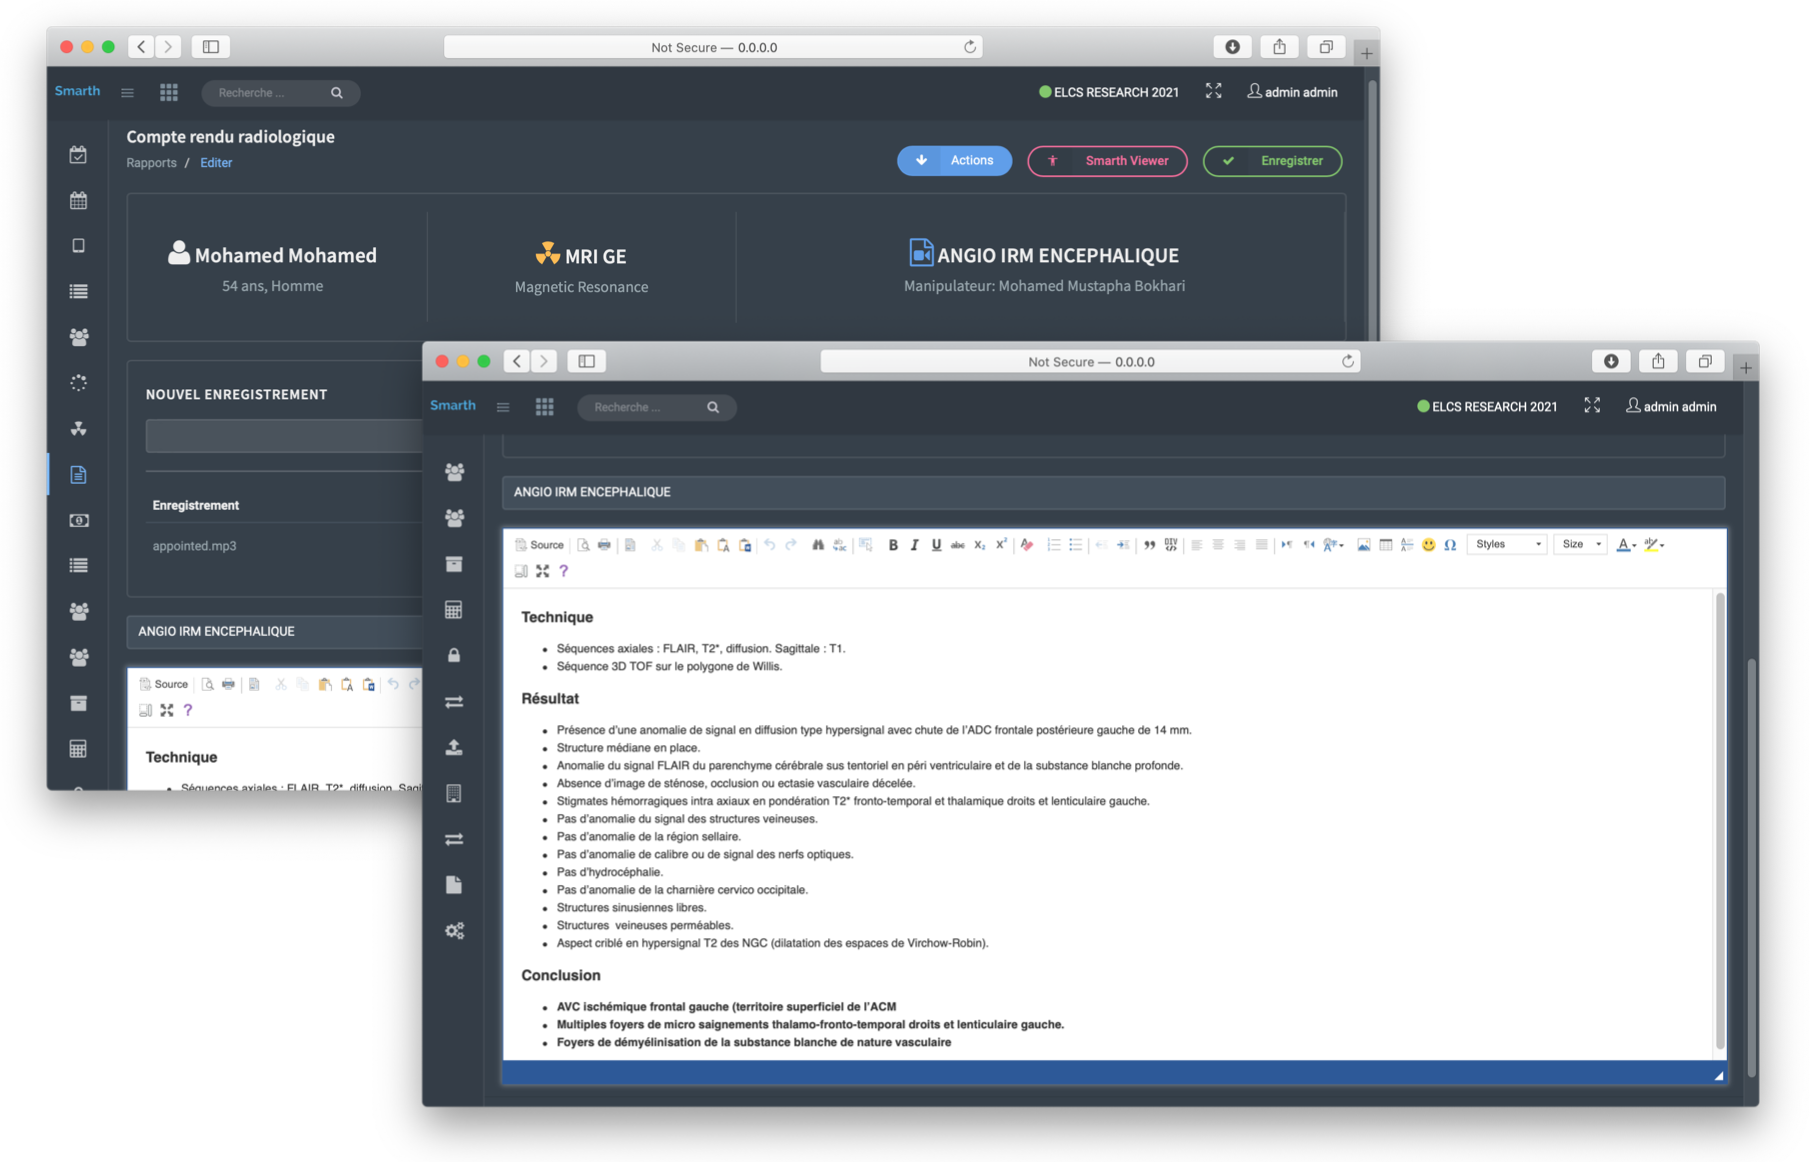 Not Secure — 0.0.0.0
Smarth
Recherche ...
ELCS RESEARCH 2021
admin admin
Compte rendu radiologique
Rapports / Editer
Actions
Smarth Viewer
Enregistrer
Mohamed Mohamed
54 ans, Homme
MRI GE
Magnetic Resonance
ANGIO IRM ENCEPHALIQUE
Manipulateur: Mohamed Mustapha Bokhari
NOUVEL ENREGISTREMENT
Enregistrement
appointed.mp3
ANGIO IRM ENCEPHALIQUE
Source
Technique
Séquences axiales : FLAIR, T2*, diffusion. Sagi
Not Secure — 0.0.0.0
Smarth
Recherche ...
ELCS RESEARCH 2021
admin admin
ANGIO IRM ENCEPHALIQUE
Source
Styles
Size
Technique
• Séquences axiales : FLAIR, T2*, diffusion. Sagittale : T1.
• Séquence 3D TOF sur le polygone de Willis.
Résultat
• Présence d'une anomalie de signal en diffusion type hypersignal avec chute de l'ADC frontale postérieure gauche de 14 mm.
• Structure médiane en place.
• Anomalie du signal FLAIR du parenchyme cérébrale sus tentoriel en péri ventriculaire et de la substance blanche profonde.
• Absence d'image de sténose, occlusion ou ectasie vasculaire décelée.
• Stigmates hémorragiques intra axiaux en pondération T2* fronto-temporal et thalamique droits et lenticulaire gauche.
• Pas d'anomalie du signal des structures veineuses.
• Pas d'anomalie de la région sellaire.
• Pas d'anomalie de calibre ou de signal des nerfs optiques.
• Pas d'hydrocéphalie.
• Pas d'anomalie de la charnière cervico occipitale.
• Structures sinusiennes libres.
• Structures veineuses perméables.
• Aspect criblé en hypersignal T2 des NGC (dilatation des espaces de Virchow-Robin).
Conclusion
• AVC ischémique frontal gauche (territoire superficiel de l'ACM
• Multiples foyers de micro saignements thalamo-fronto-temporal droits et lenticulaire gauche.
• Foyers de démyélinisation de la substance blanche de nature vasculaire